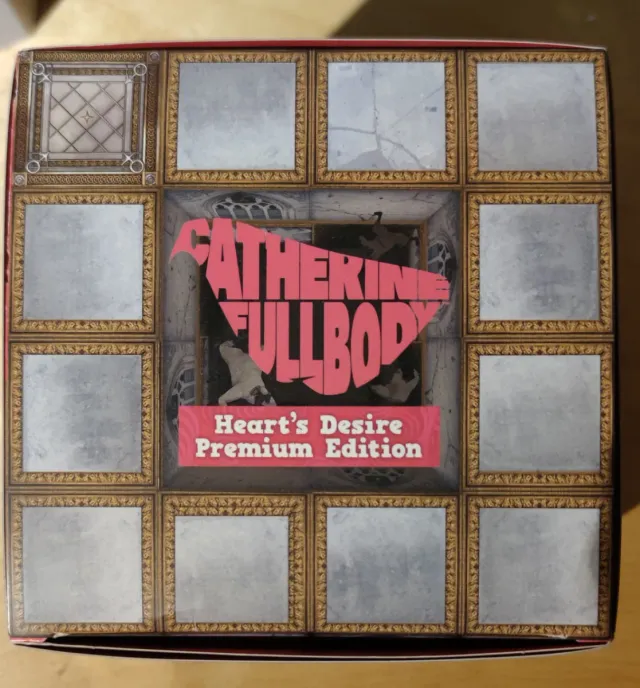 CATHERINE
FULLBODY
Heart's Desire
Premium Edition